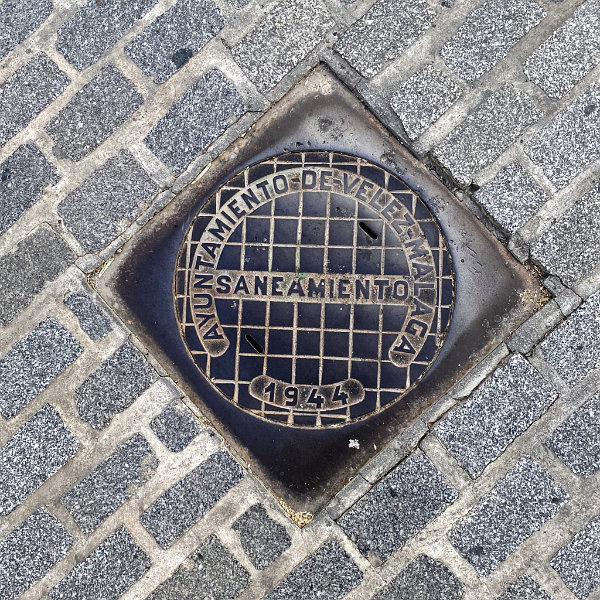 AYUNTAMIENTO DE VELEZ-MALAGA
SANEAMIENTO
1944